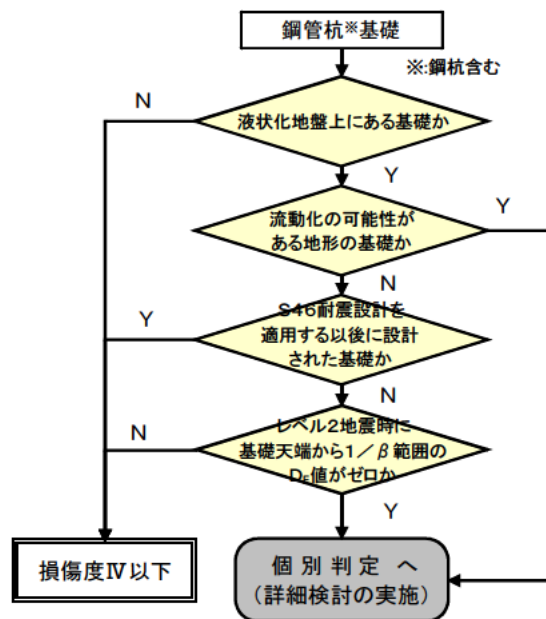 鋼管杭※基礎
※:鋼杭含む
N
液状化地盤上にある基礎か
Y
流動化の可能性が
ある地形の基礎か
Y
N
S46耐震設計を
適用する以後に設計
された基礎か
Y
N
レベル2地震時に
基礎天端から1/β範囲の
DE値がゼロか
N
Y
損傷度Ⅳ以下
個別判定へ
(詳細検討の実施)